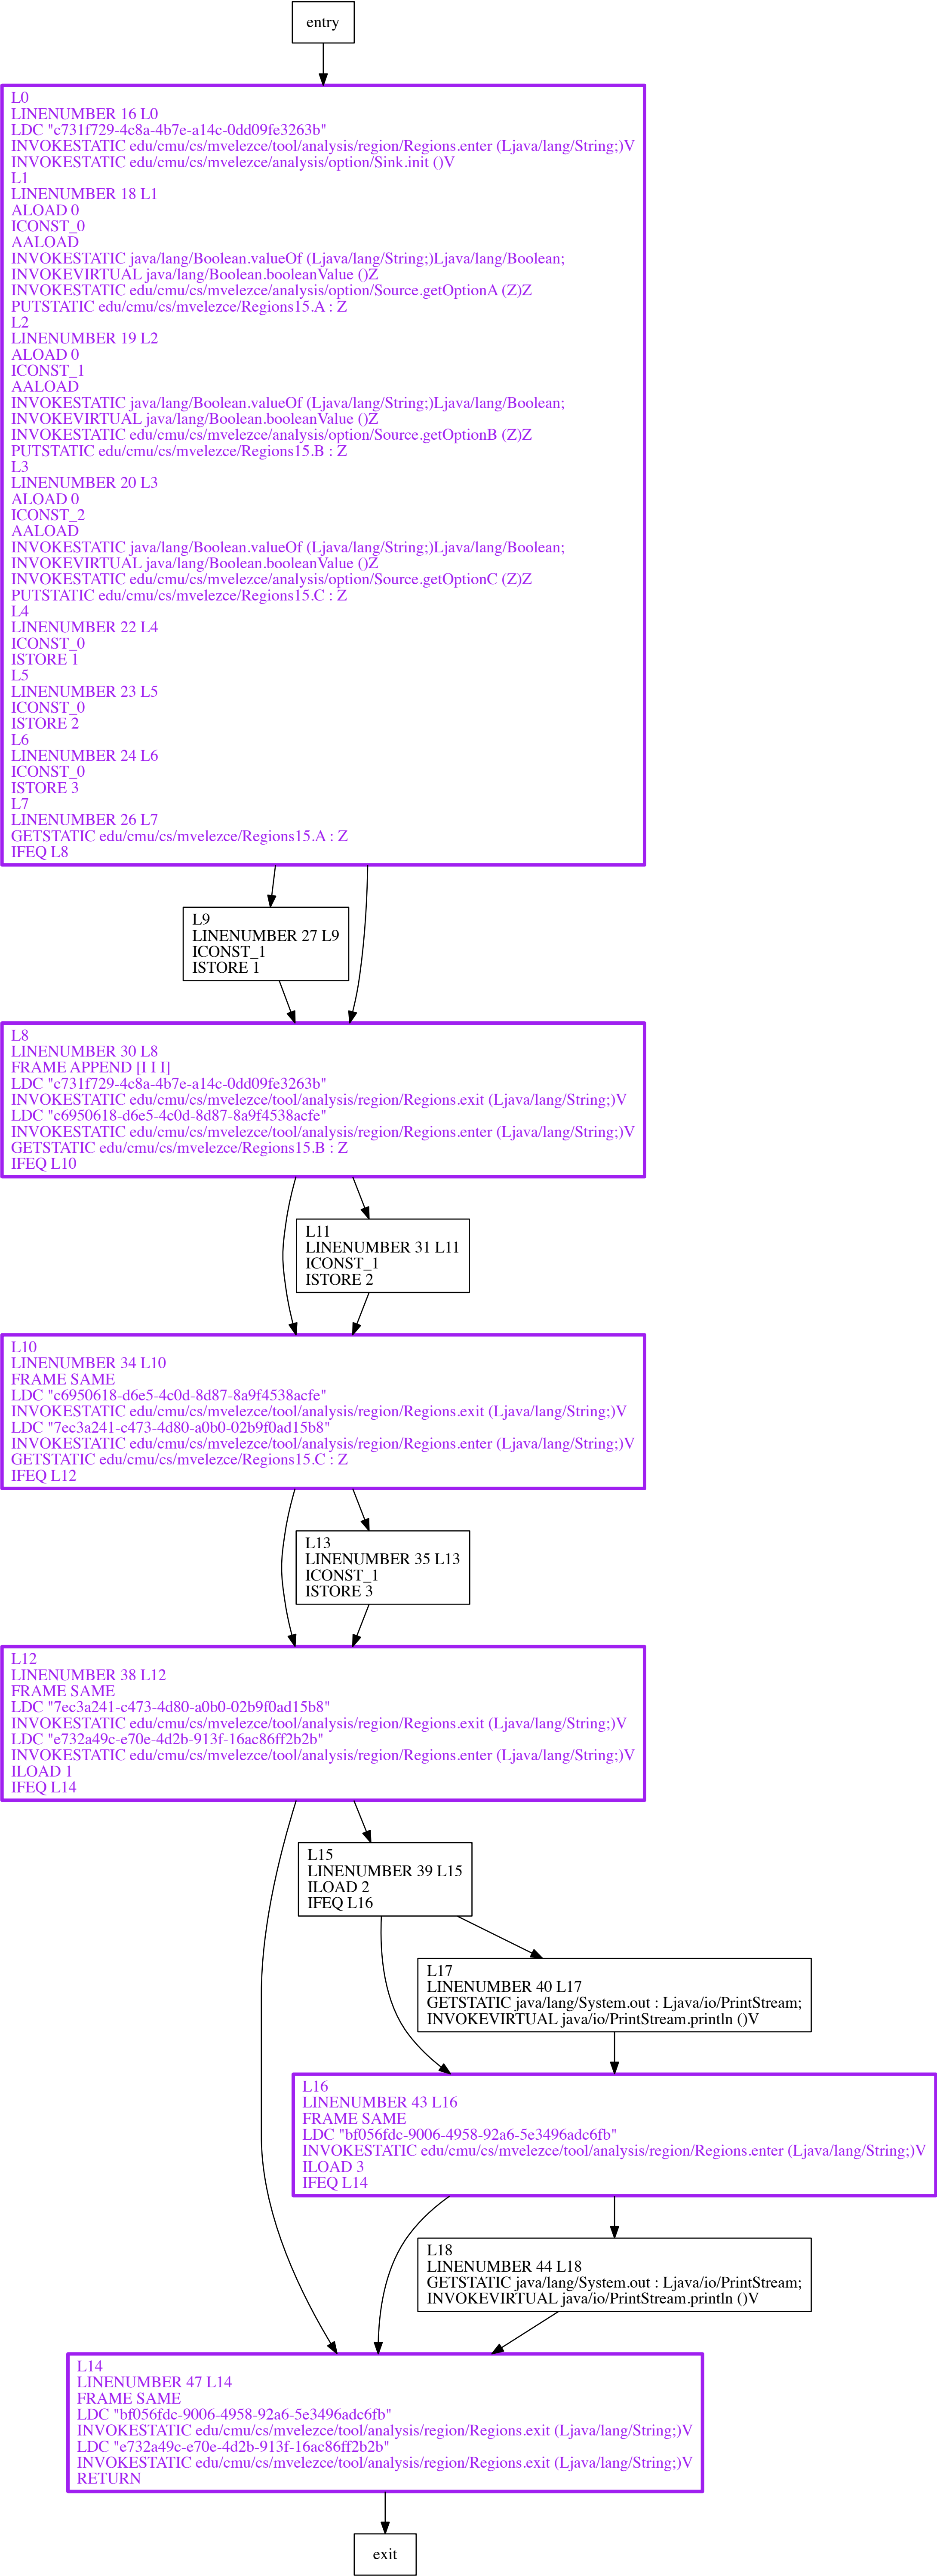 entry
L0
LINENUMBER 16 L0
LDC "c731f729-4c8a-4b7e-a14c-0dd09fe3263b"
INVOKESTATIC edu/cmu/cs/mvelezce/tool/analysis/region/Regions.enter (Ljava/lang/String;)V
INVOKESTATIC edu/cmu/cs/mvelezce/analysis/option/Sink.init ()V
L1
LINENUMBER 18 L1
ALOAD 0
ICONST_0
AALOAD
INVOKESTATIC java/lang/Boolean.valueOf (Ljava/lang/String;)Ljava/lang/Boolean;
INVOKEVIRTUAL java/lang/Boolean.booleanValue ()Z
INVOKESTATIC edu/cmu/cs/mvelezce/analysis/option/Source.getOptionA (Z)Z
PUTSTATIC edu/cmu/cs/mvelezce/Regions15.A : Z
L2
LINENUMBER 19 L2
ALOAD 0
ICONST_1
AALOAD
INVOKESTATIC java/lang/Boolean.valueOf (Ljava/lang/String;)Ljava/lang/Boolean;
INVOKEVIRTUAL java/lang/Boolean.booleanValue ()Z
INVOKESTATIC edu/cmu/cs/mvelezce/analysis/option/Source.getOptionB (Z)Z
PUTSTATIC edu/cmu/cs/mvelezce/Regions15.B : Z
L3
LINENUMBER 20 L3
ALOAD 0
ICONST_2
AALOAD
INVOKESTATIC java/lang/Boolean.valueOf (Ljava/lang/String;)Ljava/lang/Boolean;
INVOKEVIRTUAL java/lang/Boolean.booleanValue ()Z
INVOKESTATIC edu/cmu/cs/mvelezce/analysis/option/Source.getOptionC (Z)Z
PUTSTATIC edu/cmu/cs/mvelezce/Regions15.C : Z
L4
LINENUMBER 22 L4
ICONST_0
ISTORE 1
L5
LINENUMBER 23 L5
ICONST_0
ISTORE 2
L6
LINENUMBER 24 L6
ICONST_0
ISTORE 3
L7
LINENUMBER 26 L7
GETSTATIC edu/cmu/cs/mvelezce/Regions15.A : Z
IFEQ L8
L9
LINENUMBER 27 L9
ICONST_1
ISTORE 1
L8
LINENUMBER 30 L8
FRAME APPEND [I I I]
LDC "c731f729-4c8a-4b7e-a14c-0dd09fe3263b"
INVOKESTATIC edu/cmu/cs/mvelezce/tool/analysis/region/Regions.exit (Ljava/lang/String;)V
LDC "c6950618-d6e5-4c0d-8d87-8a9f4538acfe"
INVOKESTATIC edu/cmu/cs/mvelezce/tool/analysis/region/Regions.enter (Ljava/lang/String;)V
GETSTATIC edu/cmu/cs/mvelezce/Regions15.B : Z
IFEQ L10
L11
LINENUMBER 31 L11
ICONST_1
ISTORE 2
L10
LINENUMBER 34 L10
FRAME SAME
LDC "c6950618-d6e5-4c0d-8d87-8a9f4538acfe"
INVOKESTATIC edu/cmu/cs/mvelezce/tool/analysis/region/Regions.exit (Ljava/lang/String;)V
LDC "7ec3a241-c473-4d80-a0b0-02b9f0ad15b8"
INVOKESTATIC edu/cmu/cs/mvelezce/tool/analysis/region/Regions.enter (Ljava/lang/String;)V
GETSTATIC edu/cmu/cs/mvelezce/Regions15.C : Z
IFEQ L12
L13
LINENUMBER 35 L13
ICONST_1
ISTORE 3
L12
LINENUMBER 38 L12
FRAME SAME
LDC "7ec3a241-c473-4d80-a0b0-02b9f0ad15b8"
INVOKESTATIC edu/cmu/cs/mvelezce/tool/analysis/region/Regions.exit (Ljava/lang/String;)V
LDC "e732a49c-e70e-4d2b-913f-16ac86ff2b2b"
INVOKESTATIC edu/cmu/cs/mvelezce/tool/analysis/region/Regions.enter (Ljava/lang/String;)V
ILOAD 1
IFEQ L14
L15
LINENUMBER 39 L15
ILOAD 2
IFEQ L16
L17
LINENUMBER 40 L17
GETSTATIC java/lang/System.out : Ljava/io/PrintStream;
INVOKEVIRTUAL java/io/PrintStream.println ()V
L16
LINENUMBER 43 L16
FRAME SAME
LDC "bf056fdc-9006-4958-92a6-5e3496adc6fb"
INVOKESTATIC edu/cmu/cs/mvelezce/tool/analysis/region/Regions.enter (Ljava/lang/String;)V
ILOAD 3
IFEQ L14
L18
LINENUMBER 44 L18
GETSTATIC java/lang/System.out : Ljava/io/PrintStream;
INVOKEVIRTUAL java/io/PrintStream.println ()V
L14
LINENUMBER 47 L14
FRAME SAME
LDC "bf056fdc-9006-4958-92a6-5e3496adc6fb"
INVOKESTATIC edu/cmu/cs/mvelezce/tool/analysis/region/Regions.exit (Ljava/lang/String;)V
LDC "e732a49c-e70e-4d2b-913f-16ac86ff2b2b"
INVOKESTATIC edu/cmu/cs/mvelezce/tool/analysis/region/Regions.exit (Ljava/lang/String;)V
RETURN
exit